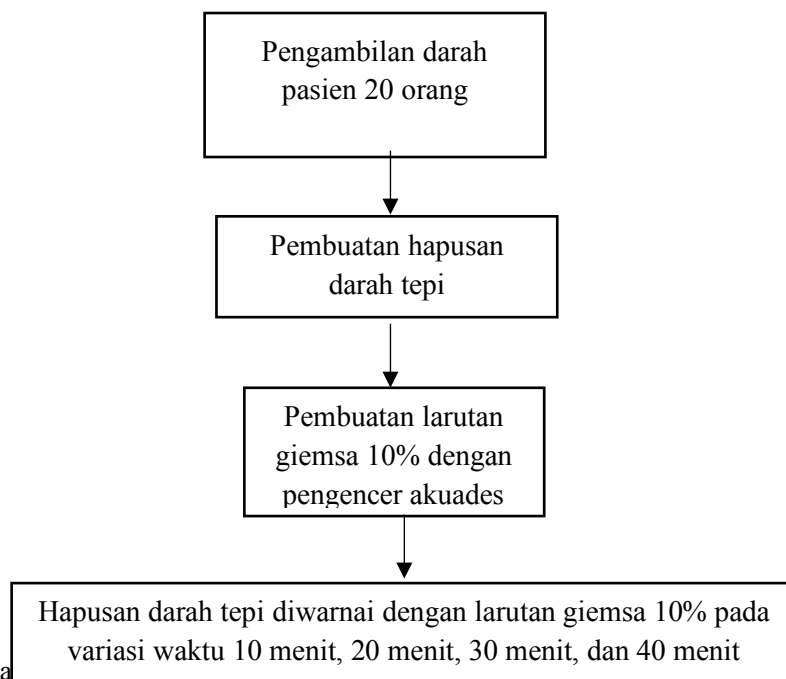 Pengambilan darah
pasien 20 orang
Pembuatan hapusan
darah tepi
Pembuatan larutan
giemsa 10% dengan
pengencer akuades
Hapusan darah tepi diwarnai dengan larutan giemsa 10% pada
variasi waktu 10 menit, 20 menit, 30 menit, dan 40 menit
a